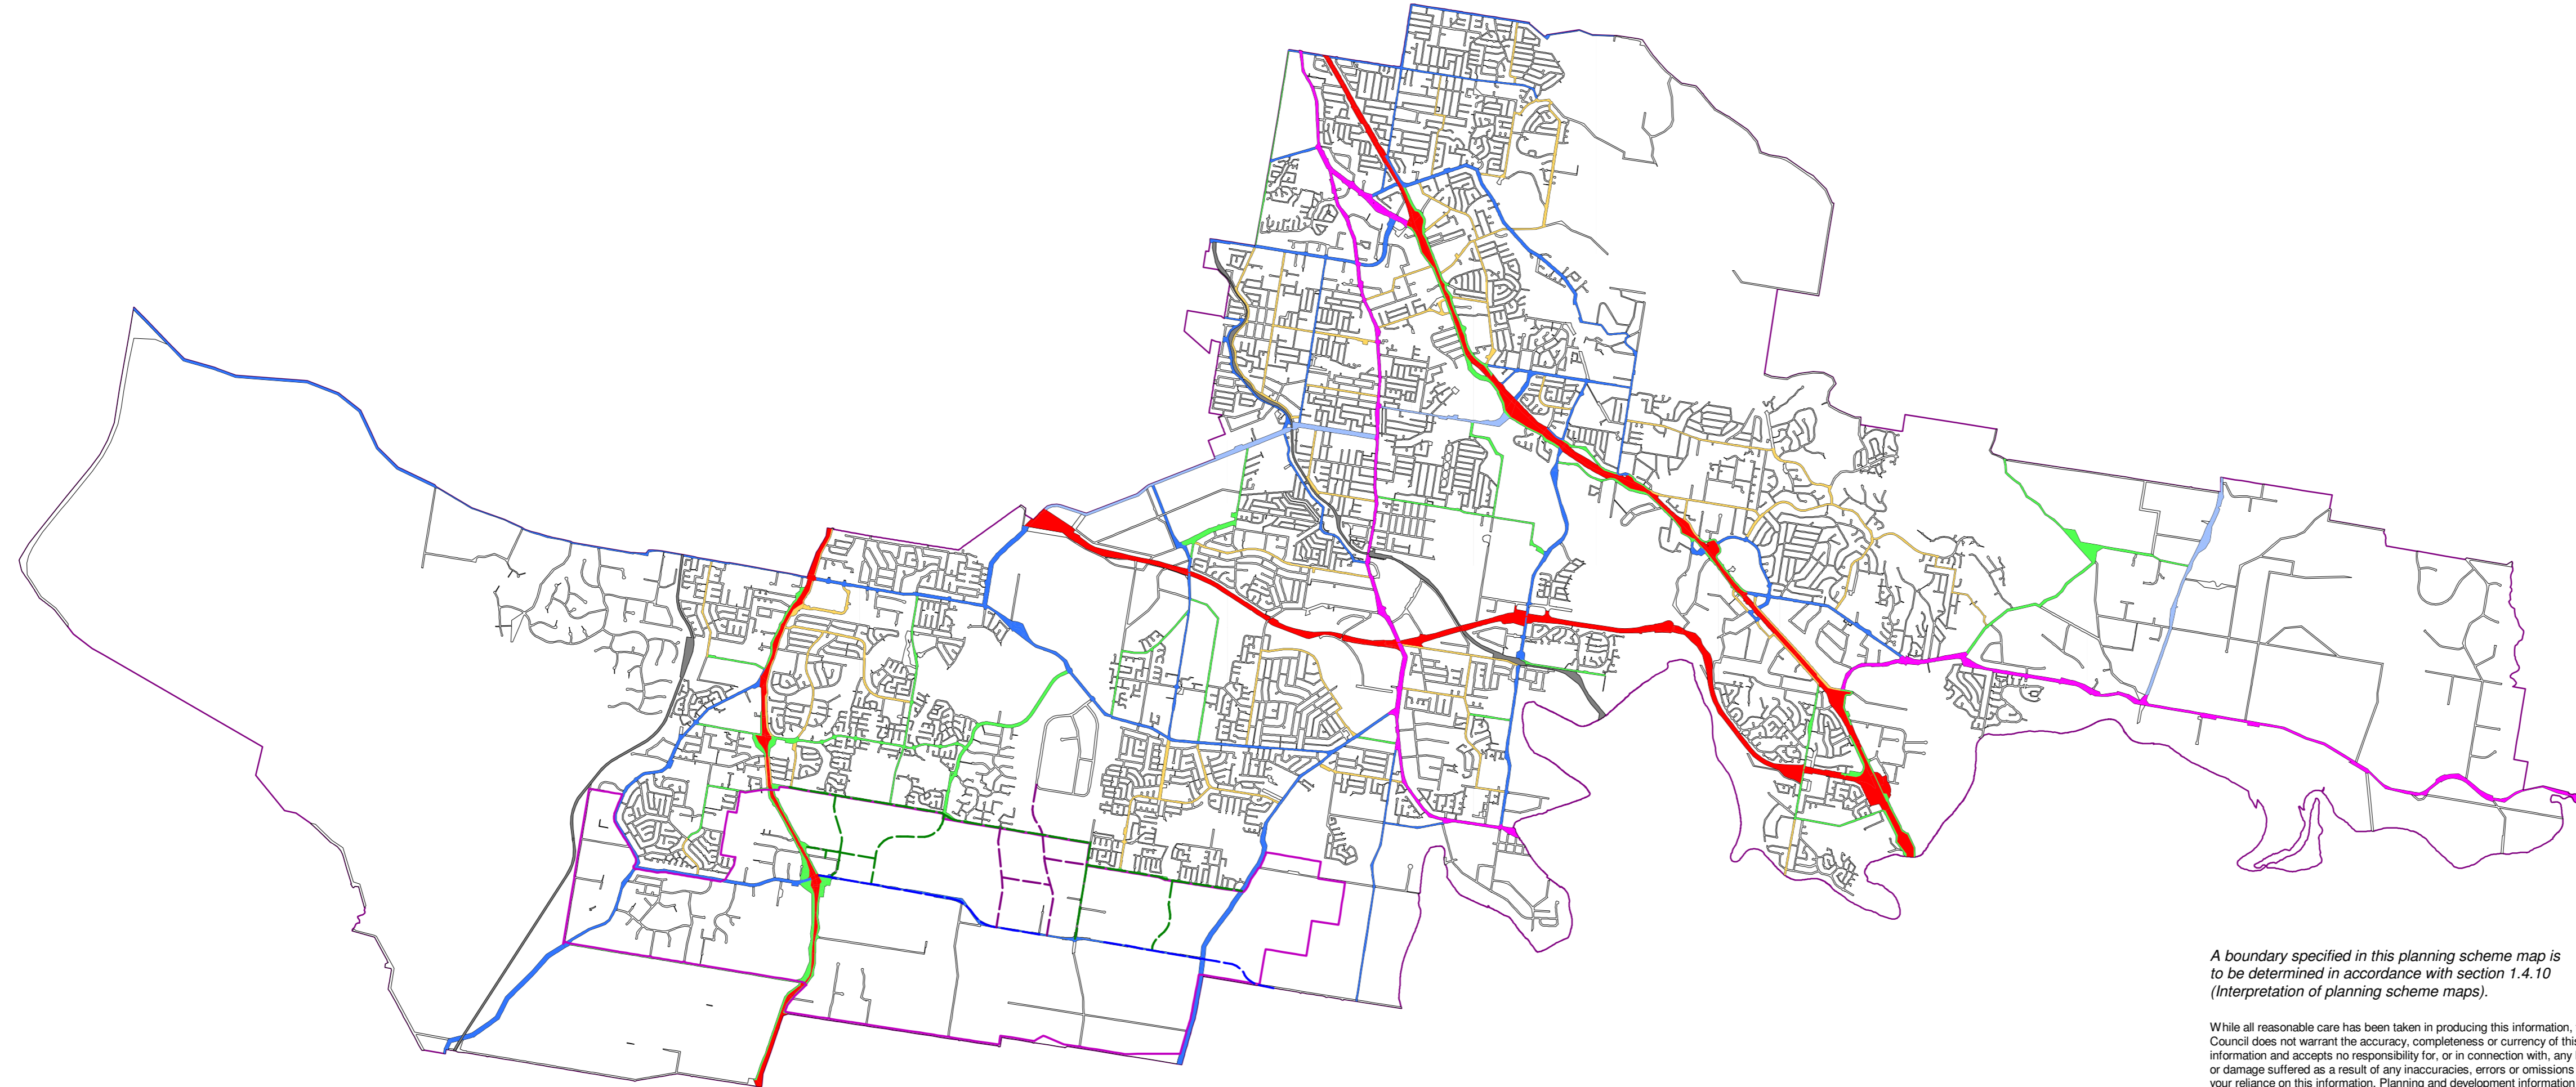 A boundary specified in this planning scheme map is
to be determined in accordance with section 1.4.10
(Interpretation of planning scheme maps).
While all reasonable care has been taken in producing this information,
Council does not warrant the accuracy, completeness or currency of this
information and accepts no responsibility for, or in connection with, any
or damage suffered as a result of any inaccuracies, errors or omissions
your reliance on this information. Planning and development information